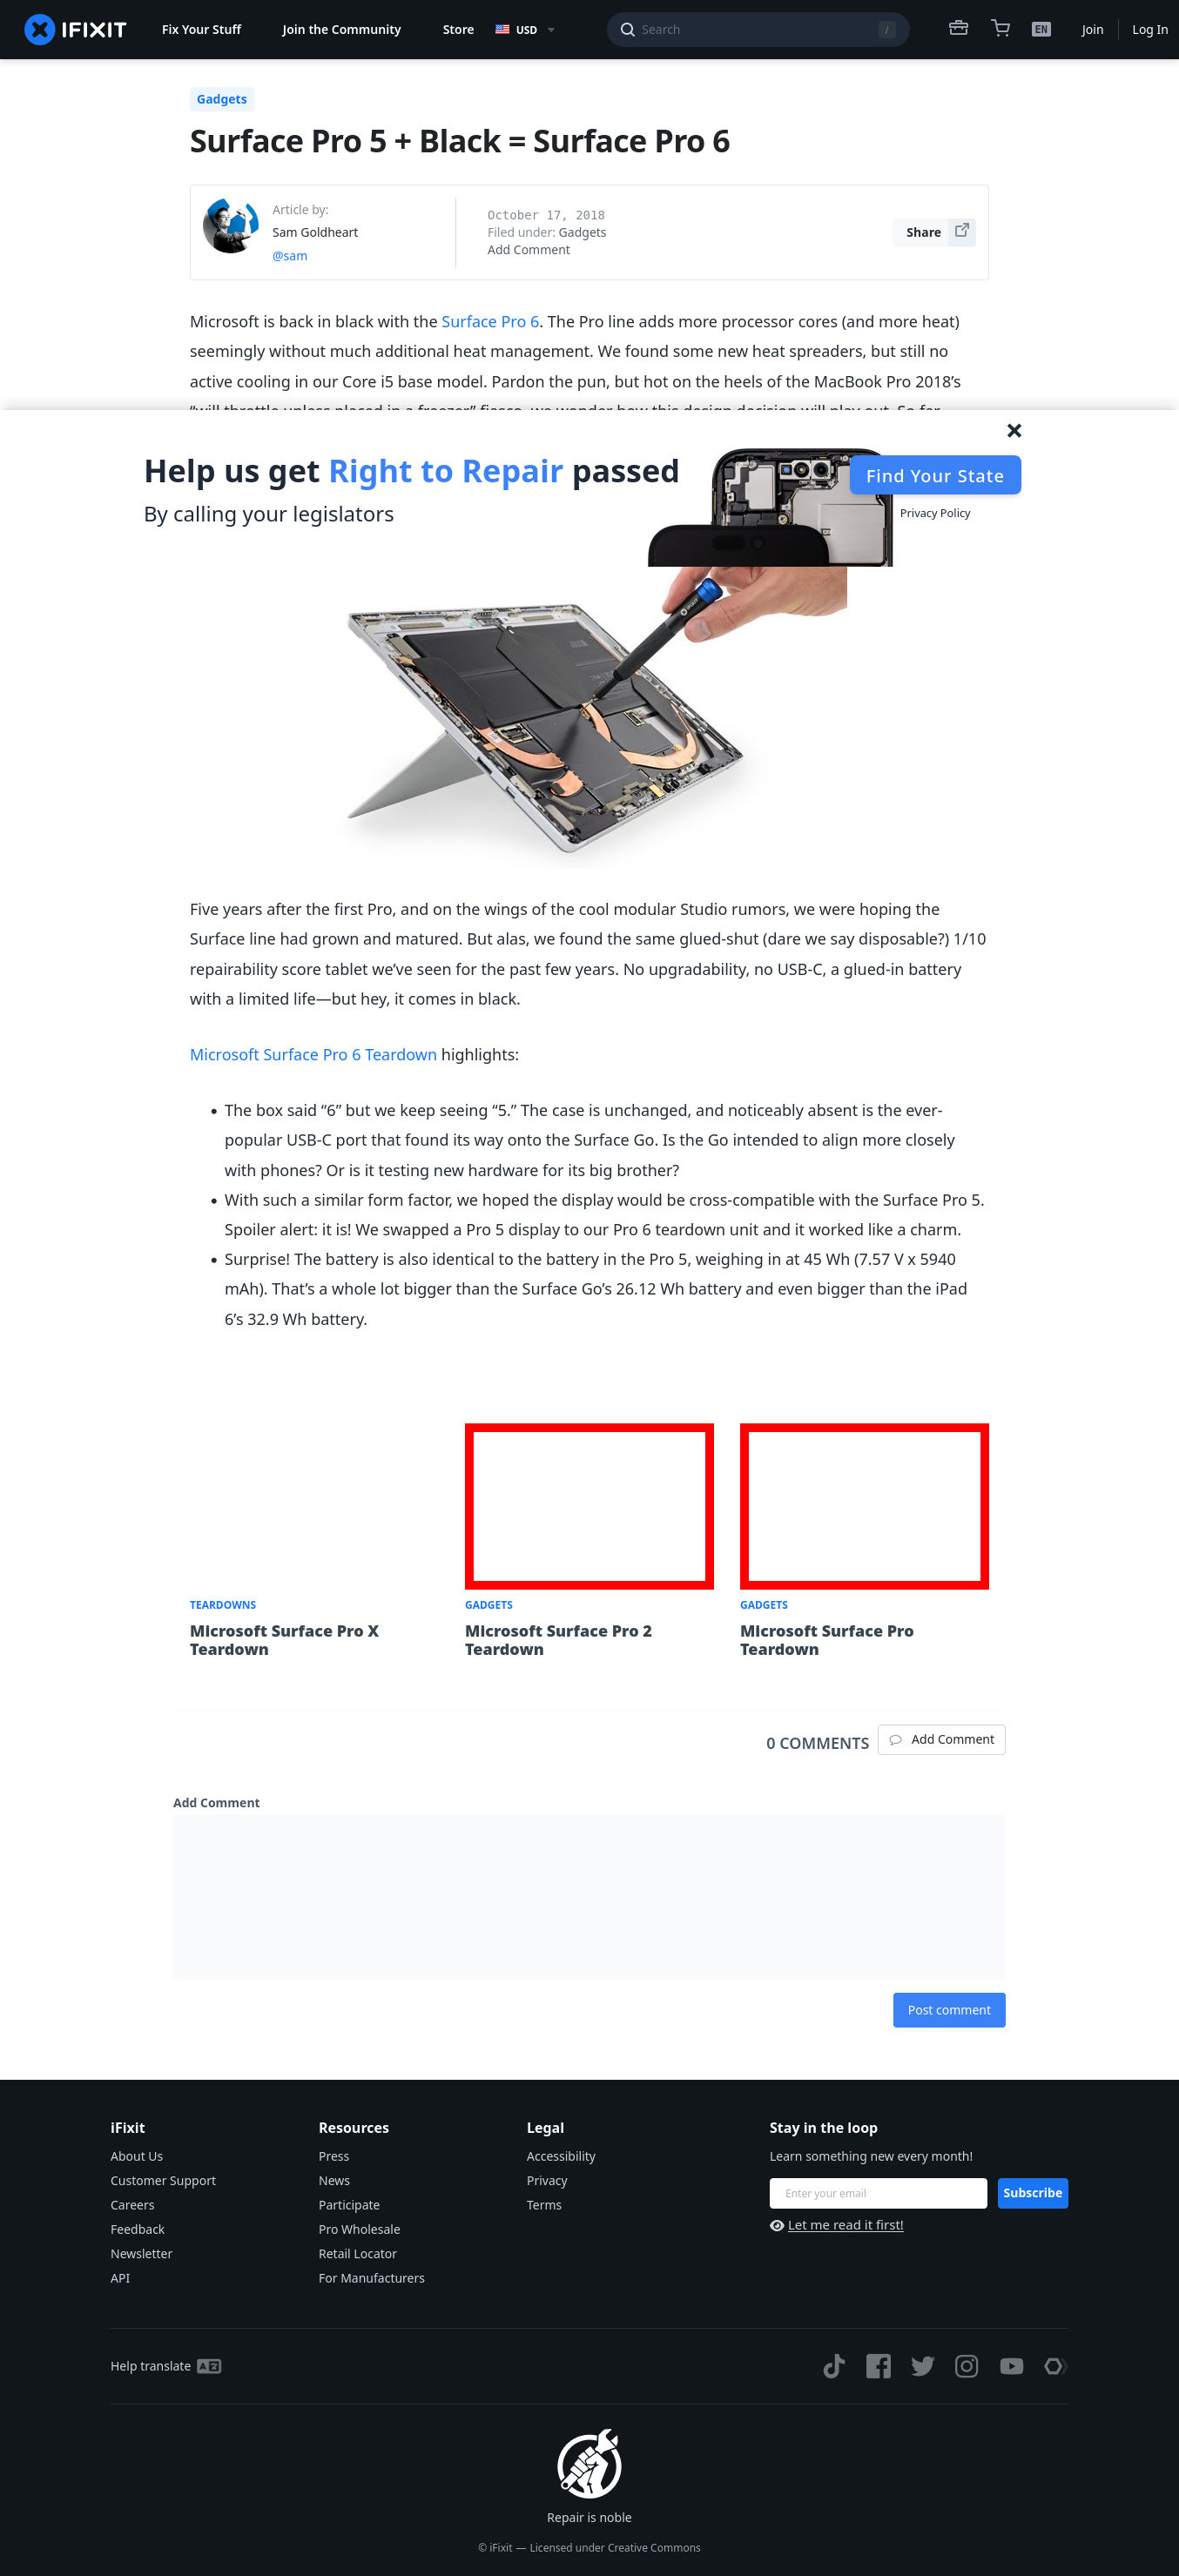 IFIXIT
Fix Your Stuff
Join the Community
Store
USD
Search
/
EN
Join
Log In
Gadgets
Surface Pro 5 + Black = Surface Pro 6
Article by:
Sam Goldheart
@sam
October 17, 2018
Filed under: Gadgets
Add Comment
Share
Microsoft is back in black with the Surface Pro 6. The Pro line adds more processor cores (and more heat)
seemingly without much additional heat management. We found some new heat spreaders, but still no
active cooling in our Core i5 base model. Pardon the pun, but hot on the heels of the MacBook Pro 2018’s
“will throttle unless placed in a freezer” fiasco, we wonder how this design decision will play out. So far,
Help us get Right to Repair passed
By calling your legislators
Find Your State
Privacy Policy
IFIXIT
Five years after the first Pro, and on the wings of the cool modular Studio rumors, we were hoping the
Surface line had grown and matured. But alas, we found the same glued-shut (dare we say disposable?) 1/10
repairability score tablet we’ve seen for the past few years. No upgradability, no USB-C, a glued-in battery
with a limited life—but hey, it comes in black.
Microsoft Surface Pro 6 Teardown highlights:
• The box said “6” but we keep seeing “5.” The case is unchanged, and noticeably absent is the ever-
popular USB-C port that found its way onto the Surface Go. Is the Go intended to align more closely
with phones? Or is it testing new hardware for its big brother?
• With such a similar form factor, we hoped the display would be cross-compatible with the Surface Pro 5.
Spoiler alert: it is! We swapped a Pro 5 display to our Pro 6 teardown unit and it worked like a charm.
• Surprise! The battery is also identical to the battery in the Pro 5, weighing in at 45 Wh (7.57 V x 5940
mAh). That’s a whole lot bigger than the Surface Go’s 26.12 Wh battery and even bigger than the iPad
6’s 32.9 Wh battery.
TEARDOWNS
Microsoft Surface Pro X
Teardown
GADGETS
Microsoft Surface Pro 2
Teardown
GADGETS
Microsoft Surface Pro
Teardown
0 COMMENTS
Add Comment
Add Comment
Post comment
iFixit
About Us
Customer Support
Careers
Feedback
Newsletter
API
Resources
Press
News
Participate
Pro Wholesale
Retail Locator
For Manufacturers
Legal
Accessibility
Privacy
Terms
Stay in the loop
Learn something new every month!
Enter your email
Subscribe
Let me read it first!
Help translate
Repair is noble
© iFixit — Licensed under Creative Commons